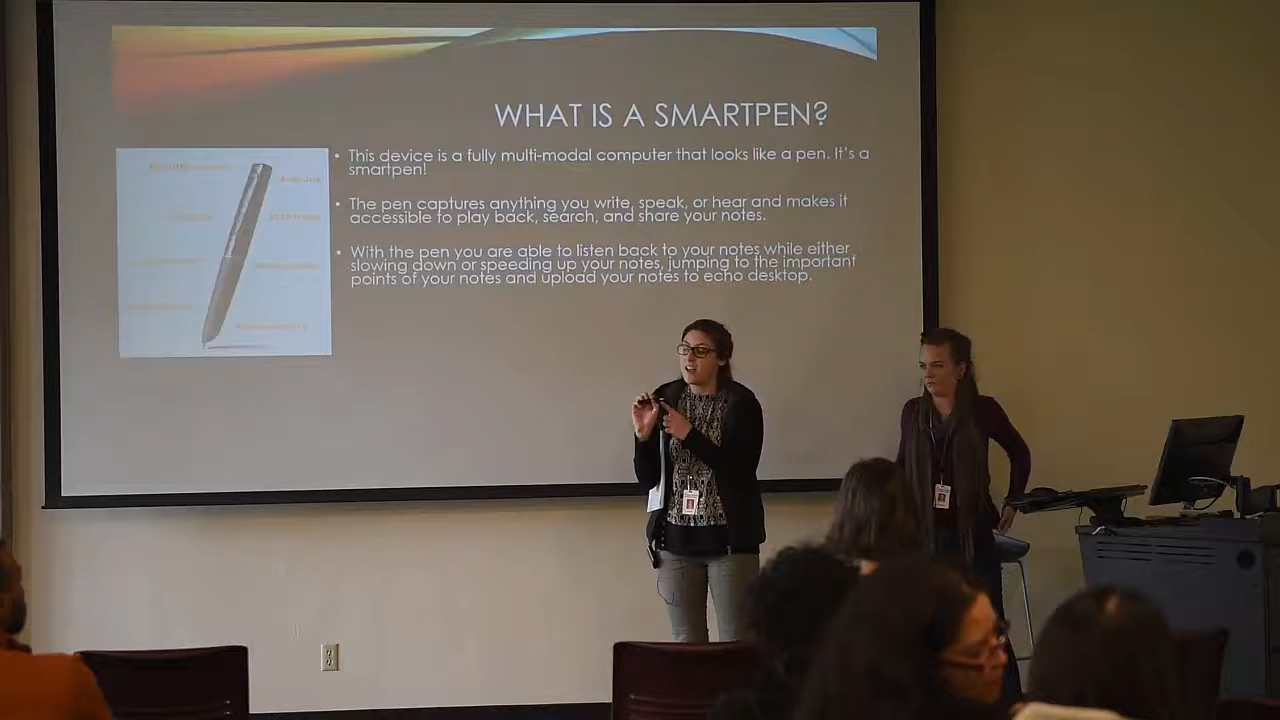 WHAT IS A SMARTPEN?
• This device is a fully multi-modal computer that looks like a pen. It's a
smartpen!
• The pen captures anything you write, speak, or hear and makes it
accessible to play back, search, and share your notes.
• With the pen you are able to listen back to your notes while either
slowing down or speeding up your notes, jumping to the important
points of your notes and upload your notes to echo desktop.